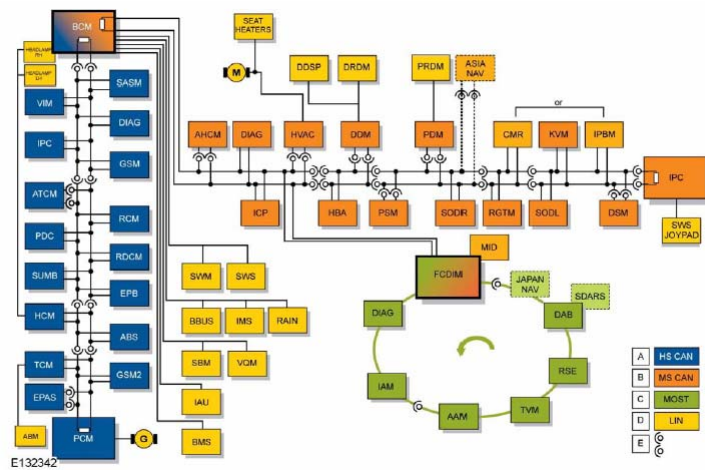 BCM
HEADLAMP
RH
HEADLAMP
LH
VIM
SASM
DIAG
IPC
GSM
ATCM
RCM
PDC
RDCM
SUMB
EPB
HCM
ABS
TCM
GSM2
EPAS
ABM
PCM
G
E132342
SEAT
HEATERS
M
DDSP
DRDM
PRDM
ASIA
NAV
or
AHCM
DIAG
HVAC
DDM
PDM
CMR
KVM
IPBM
IPC
ICP
HBA
PSM
SODR
RGTM
SODL
DSM
SWS
JOYPAD
SWM
SWS
BBUS
IMS
RAIN
SBM
VQM
IAU
BMS
MID
FCDIMI
JAPAN
NAV
SDARS
DIAG
DAB
IAM
RSE
AAM
TVM
A HS CAN
B MS CAN
C MOST
D LIN
E